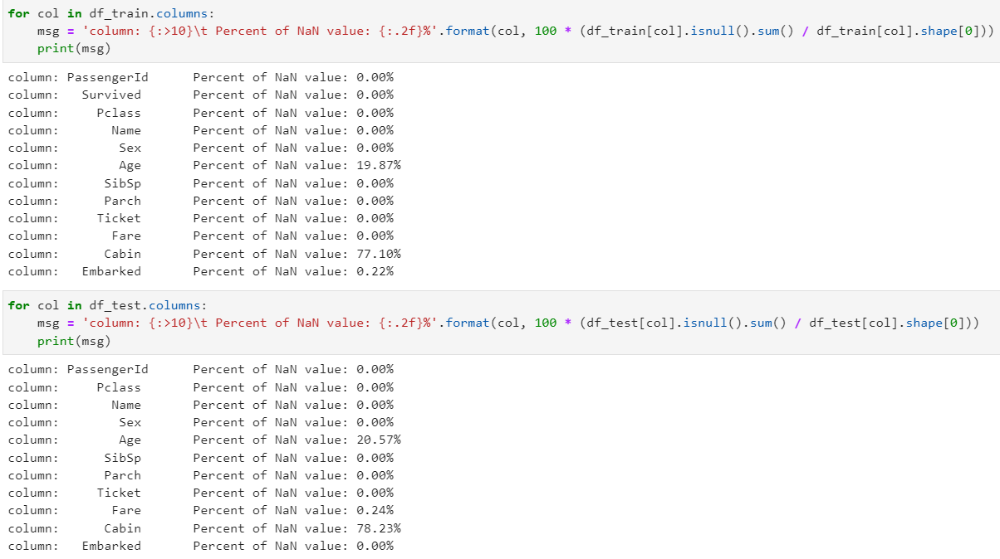 for col in df_train.columns:
    msg = 'column: {:>10}\t Percent of NaN value: {:.2f}%'.format(col, 100 * (df_train[col].isnull().sum() / df_train[col].shape[0]))
    print(msg)
column: PassengerId      Percent of NaN value: 0.00%
column:   Survived       Percent of NaN value: 0.00%
column:     Pclass       Percent of NaN value: 0.00%
column:       Name       Percent of NaN value: 0.00%
column:        Sex       Percent of NaN value: 0.00%
column:        Age       Percent of NaN value: 19.87%
column:      SibSp       Percent of NaN value: 0.00%
column:      Parch       Percent of NaN value: 0.00%
column:     Ticket       Percent of NaN value: 0.00%
column:       Fare       Percent of NaN value: 0.00%
column:      Cabin       Percent of NaN value: 77.10%
column:   Embarked       Percent of NaN value: 0.22%
for col in df_test.columns:
    msg = 'column: {:>10}\t Percent of NaN value: {:.2f}%'.format(col, 100 * (df_test[col].isnull().sum() / df_test[col].shape[0]))
    print(msg)
column: PassengerId      Percent of NaN value: 0.00%
column:     Pclass       Percent of NaN value: 0.00%
column:       Name       Percent of NaN value: 0.00%
column:        Sex       Percent of NaN value: 0.00%
column:        Age       Percent of NaN value: 20.57%
column:      SibSp       Percent of NaN value: 0.00%
column:      Parch       Percent of NaN value: 0.00%
column:     Ticket       Percent of NaN value: 0.00%
column:       Fare       Percent of NaN value: 0.24%
column:      Cabin       Percent of NaN value: 78.23%
column:   Embarked       Percent of NaN value: 0.00%